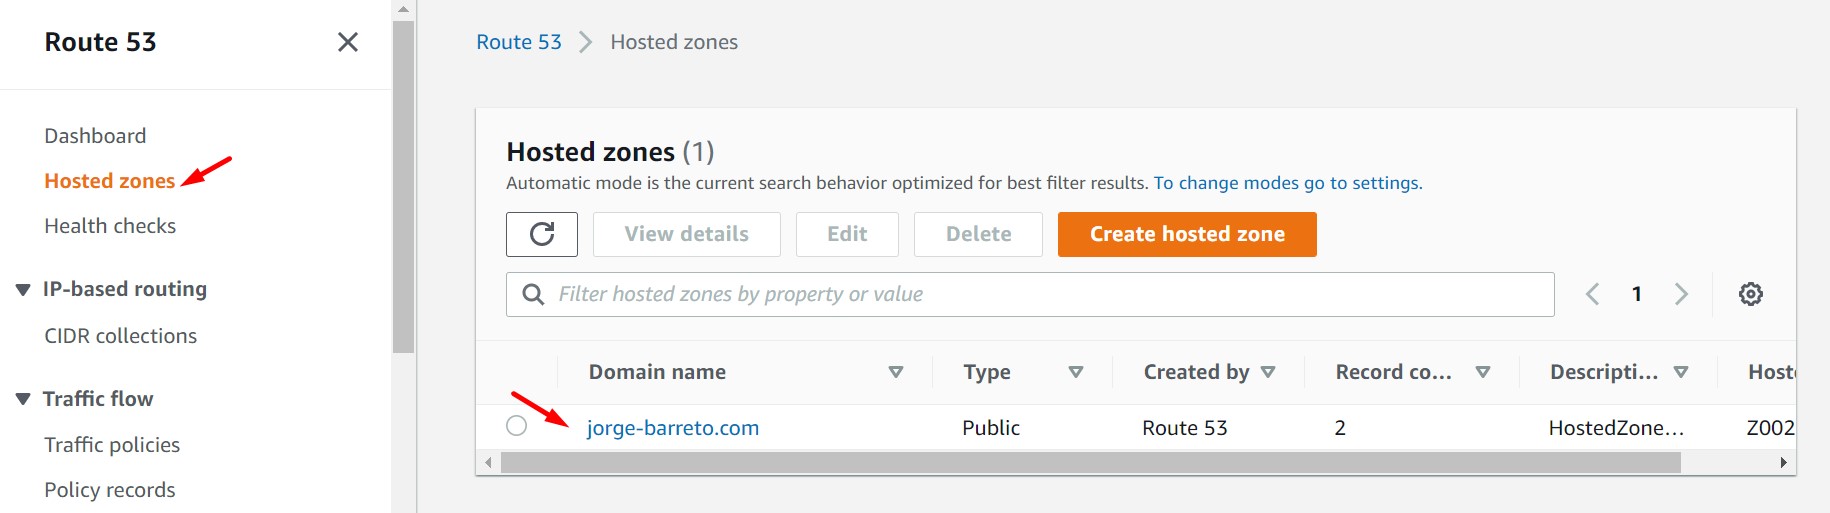 Route 53
Dashboard
Hosted zones
Health checks
IP-based routing
CIDR collections
Traffic flow
Traffic policies
Policy records
Route 53 Hosted zones
Hosted zones (1)
Automatic mode is the current search behavior optimized for best filter results. To change modes go to settings.
View details Edit Delete Create hosted zone
Filter hosted zones by property or value 1
Domain name Type Created by Record co... Descripti... Host
jorge-barreto.com Public Route 53 2 HostedZone... Z002